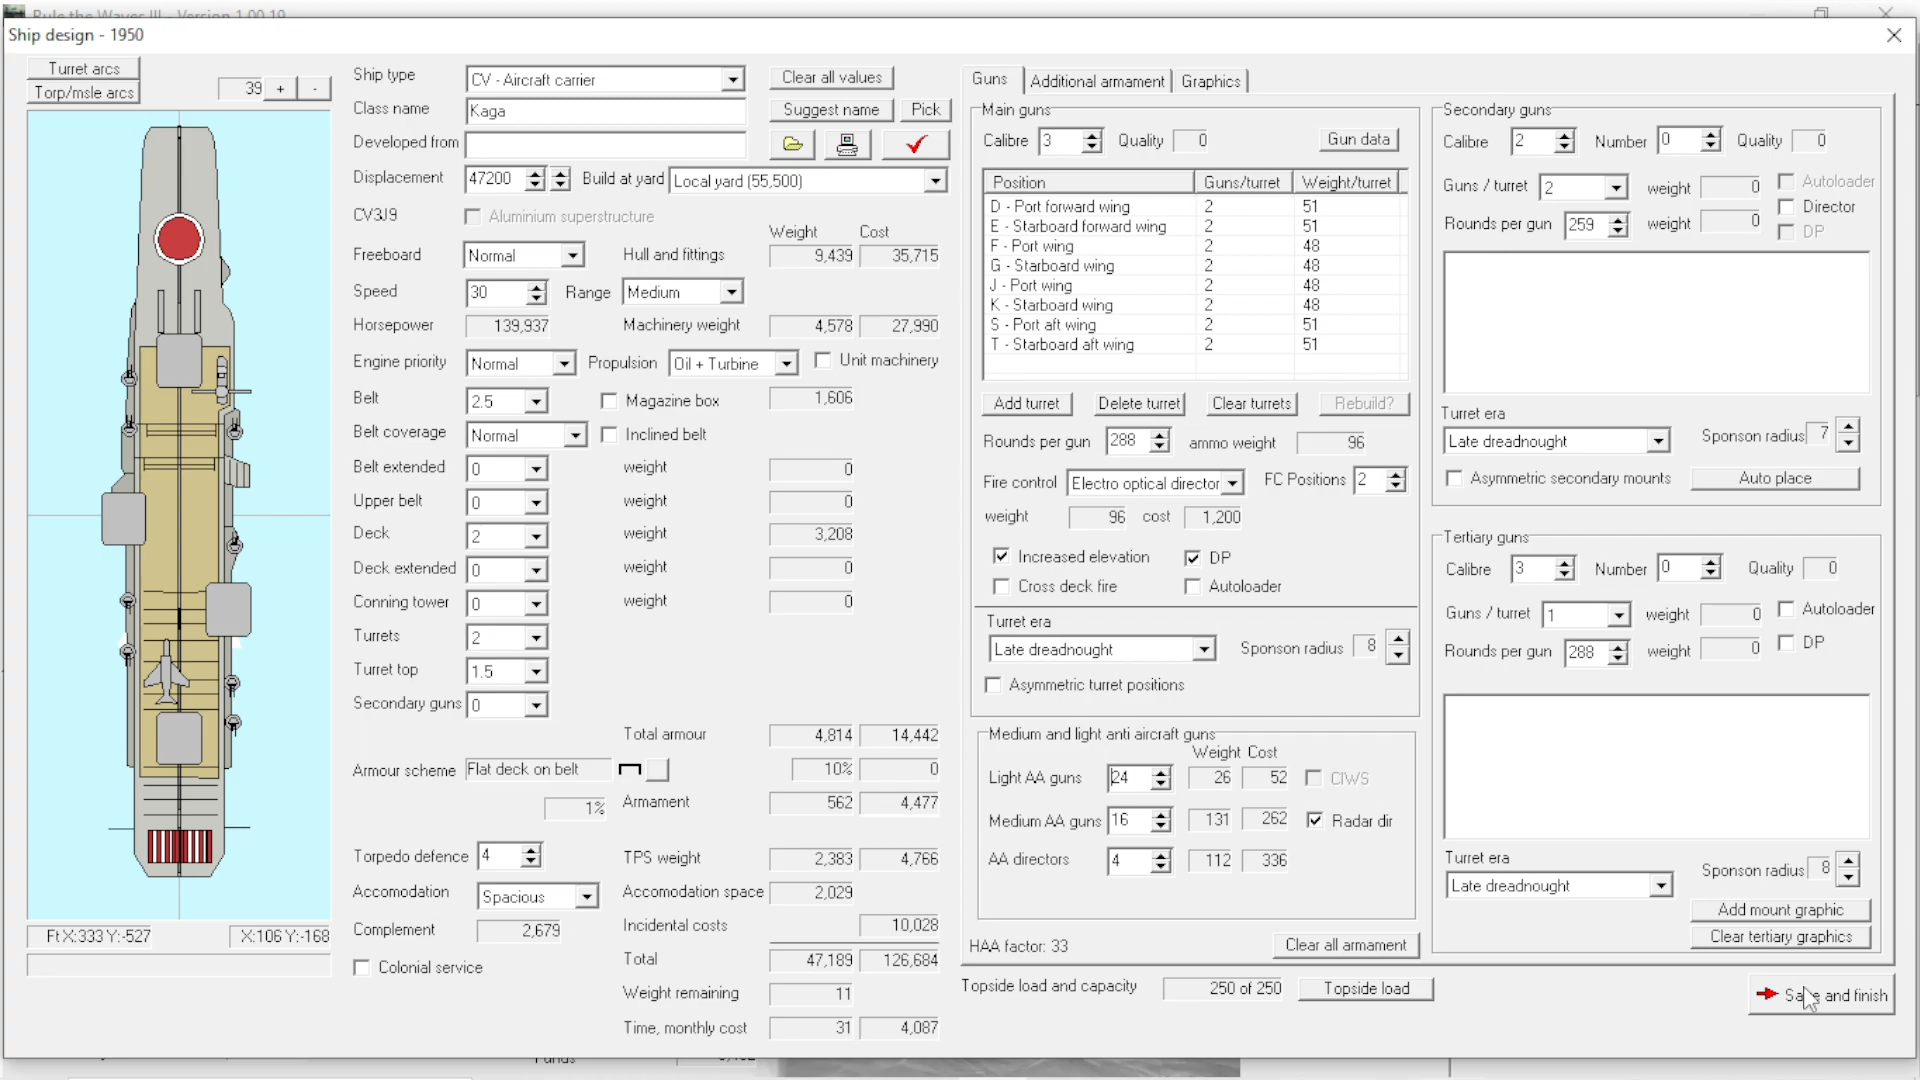 Rule the Waves III - Version 1.00.19
Ship design - 1950
Turret arcs
Torp/msle arcs
39 + -
Ft X:333 Y:-527 X:106 Y:-168
Ship type CV - Aircraft carrier Clear all values
Class name Kaga Suggest name Pick
Developed from
Displacement 47200 Build at yard Local yard (55,500)
CV3J9 Aluminium superstructure
Weight Cost
Freeboard Normal Hull and fittings 9,439 35,715
Speed 30 Range Medium
Horsepower 139,937 Machinery weight 4,578 27,990
Engine priority Normal Propulsion Oil + Turbine Unit machinery
Belt 2.5 Magazine box 1,606
Belt coverage Normal Inclined belt
Belt extended 0 weight 0
Upper belt 0 weight 0
Deck 2 weight 3,208
Deck extended 0 weight 0
Conning tower 0 weight 0
Turrets 2
Turret top 1.5
Secondary guns 0
Total armour 4,814 14,442
Armour scheme Flat deck on belt 10% 0
1% Armament 562 4,477
Torpedo defence 4 TPS weight 2,383 4,766
Accomodation Spacious Accomodation space 2,029
Complement 2,679 Incidental costs 10,028
Total 47,189 126,684
Colonial service
Weight remaining 11
Time, monthly cost 31 4,087
Guns Additional armament Graphics
Main guns
Calibre 3 Quality 0 Gun data
Position Guns/turret Weight/turret
D - Port forward wing 2 51
E - Starboard forward wing 2 51
F - Port wing 2 48
G - Starboard wing 2 48
J - Port wing 2 48
K - Starboard wing 2 48
S - Port aft wing 2 51
T - Starboard aft wing 2 51
Add turret Delete turret Clear turrets Rebuild?
Rounds per gun 288 ammo weight 96
Fire control Electro optical director FC Positions 2
weight 96 cost 1,200
Increased elevation DP
Cross deck fire Autoloader
Turret era
Late dreadnought Sponson radius 8
Asymmetric turret positions
Medium and light anti aircraft guns
Weight Cost
Light AA guns 24 26 52 CIWS
Medium AA guns 16 131 262 Radar dir
AA directors 4 112 336
HAA factor: 33 Clear all armament
Topside load and capacity 250 of 250 Topside load
Secondary guns
Calibre 2 Number 0 Quality 0
Guns / turret 2 weight 0 Autoloader
Director
Rounds per gun 259 weight 0 DP
Turret era
Late dreadnought Sponson radius 7
Asymmetric secondary mounts Auto place
Tertiary guns
Calibre 3 Number 0 Quality 0
Guns / turret 1 weight 0 Autoloader
Rounds per gun 288 weight 0 DP
Turret era
Late dreadnought Sponson radius 8
Add mount graphic
Clear tertiary graphics
Save and finish
Funds